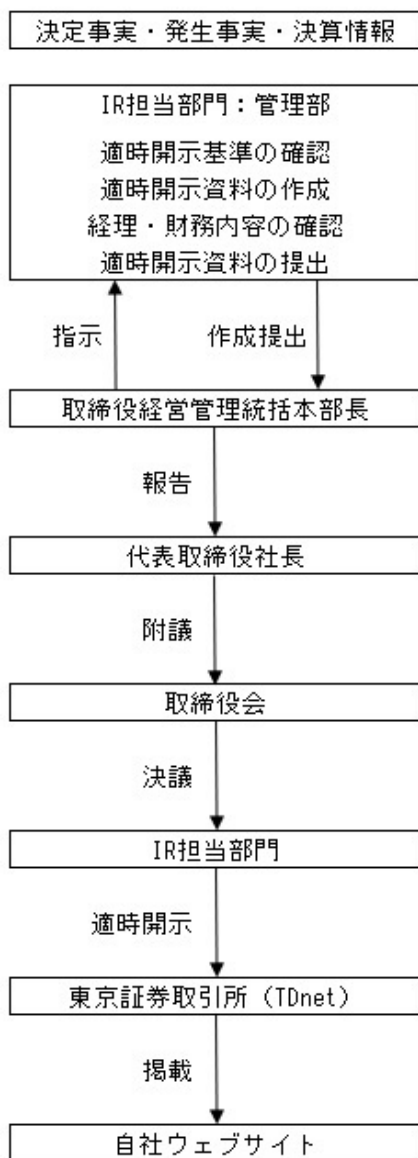 決定事実・発生事実・決算情報
IR担当部門：管理部
適時開示基準の確認
適時開示資料の作成
経理・財務内容の確認
適時開示資料の提出
指示
作成提出
取締役経営管理統括本部長
報告
代表取締役社長
附議
取締役会
決議
IR担当部門
適時開示
東京証券取引所（TDnet）
掲載
自社ウェブサイト